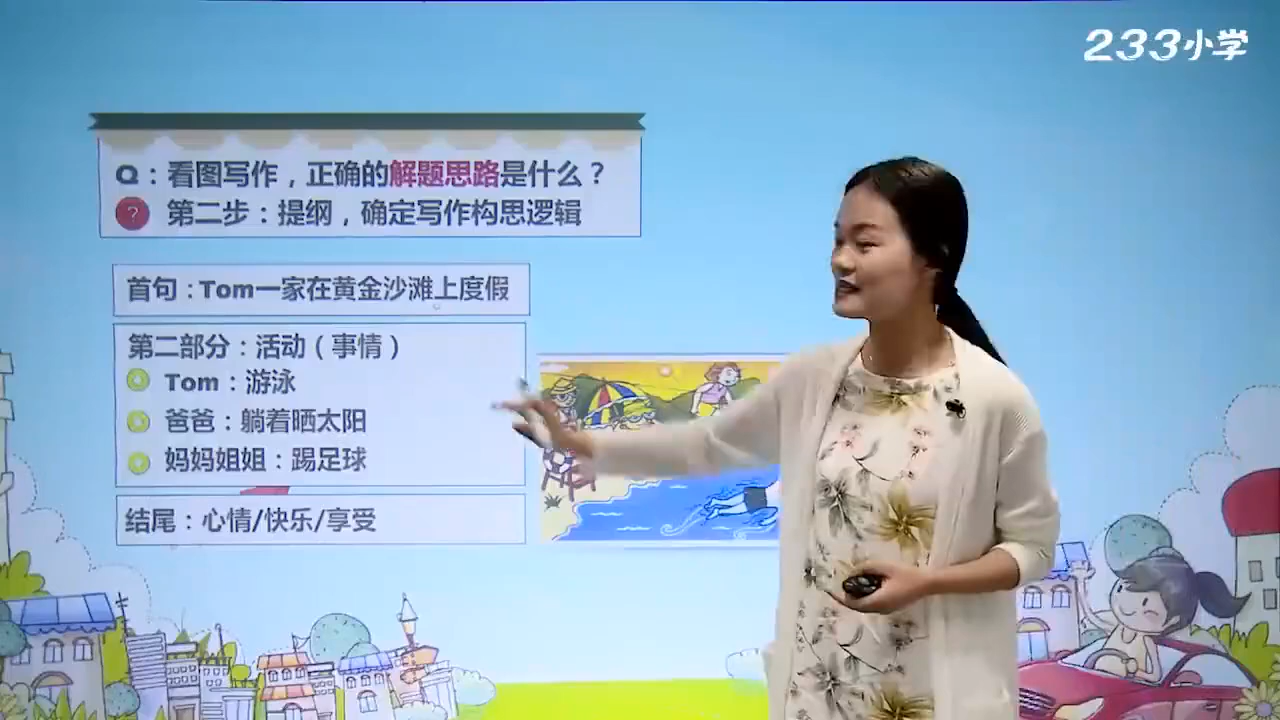 233小学
Q：看图写作，正确的解题思路是什么？
? 第二步：提纲，确定写作构思逻辑
首句：Tom一家在黄金沙滩上度假
第二部分：活动（事情）
Tom：游泳
爸爸：躺着晒太阳
妈妈姐姐：踢足球
结尾：心情/快乐/享受